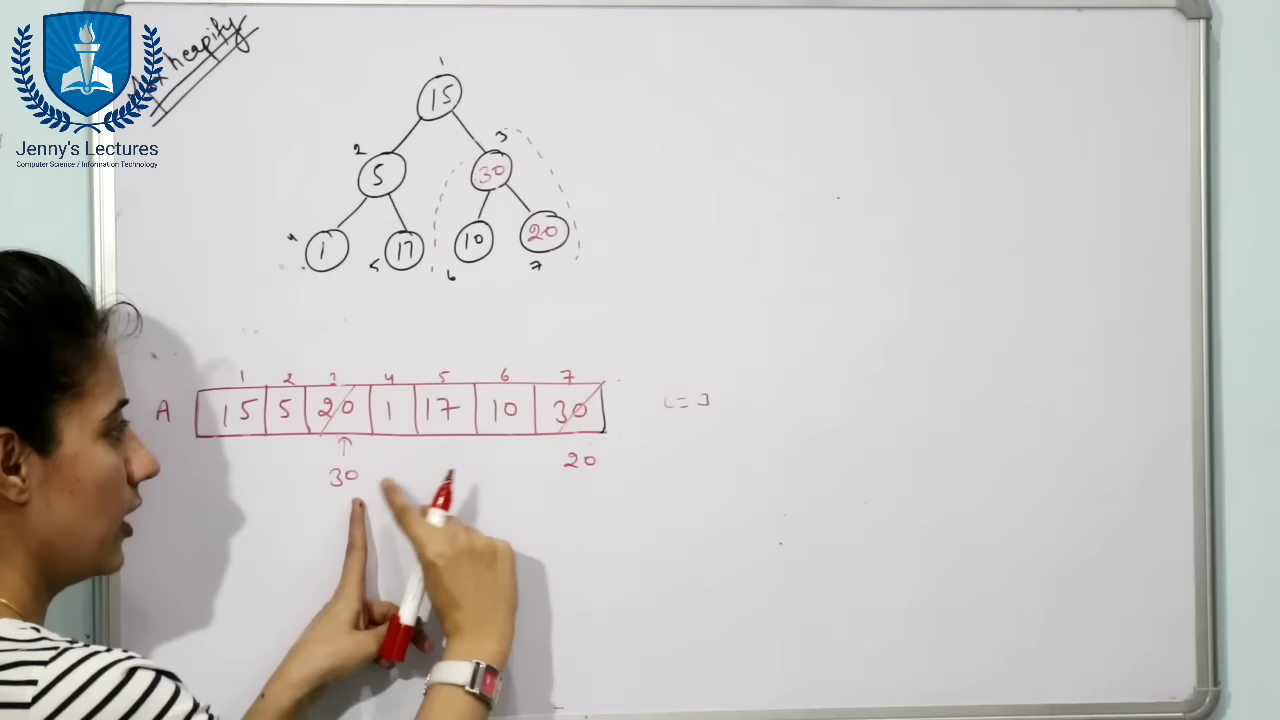 Max heapify
Jenny's Lectures
Computer Science / Information Technology
1
15
2
3
5
30
4
1
5
17
6
10
7
20
1 2 3 4 5 6 7
A 15 5 20 1 17 10 30
i = 3
30
20